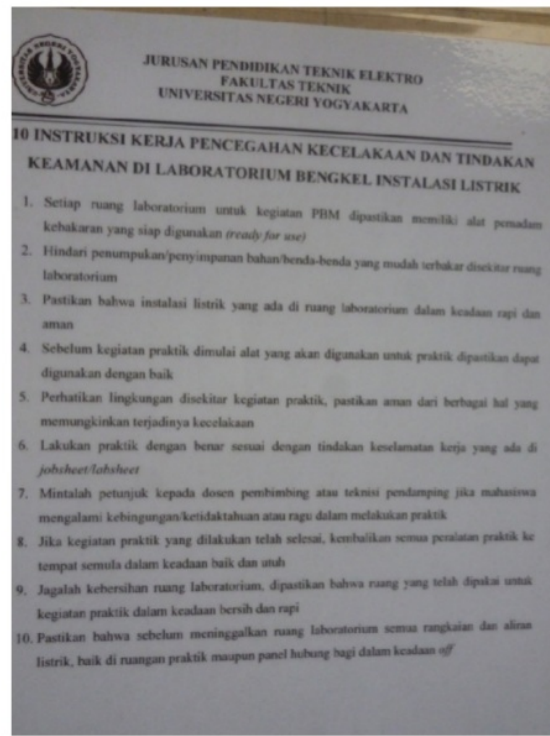 JURUSAN PENDIDIKAN TEKNIK ELEKTRO
FAKULTAS TEKNIK
UNIVERSITAS NEGERI YOGYAKARTA
10 INSTRUKSI KERJA PENCEGAHAN KECELAKAAN DAN TINDAKAN
KEAMANAN DI LABORATORIUM BENGKEL INSTALASI LISTRIK
1. Setiap ruang laboratorium untuk kegiatan PBM dipastikan memiliki alat pemadam
kebakaran yang siap digunakan (ready for use)
2. Hindari penumpukan/penyimpanan bahan/benda-benda yang mudah terbakar disekitar ruang
laboratorium
3. Pastikan bahwa instalasi listrik yang ada di ruang laboratorium dalam keadaan rapi dan
aman
4. Sebelum kegiatan praktik dimulai alat yang akan digunakan untuk praktik dipastikan dapat
digunakan dengan baik
5. Perhatikan lingkungan disekitar kegiatan praktik, pastikan aman dari berbagai hal yang
memungkinkan terjadinya kecelakaan
6. Lakukan praktik dengan benar sesuai dengan tindakan keselamatan kerja yang ada di
jobsheet/labsheet
7. Mintalah petunjuk kepada dosen pembimbing atau teknisi pendamping jika mahasiswa
mengalami kebingungan/ketidaktahuan atau ragu dalam melakukan praktik
8. Jika kegiatan praktik yang dilakukan telah selesai, kembalikan semua peralatan praktik ke
tempat semula dalam keadaan baik dan utuh
9. Jagalah kebersihan ruang laboratorium, dipastikan bahwa ruang yang telah dipakai untuk
kegiatan praktik dalam keadaan bersih dan rapi
10. Pastikan bahwa sebelum meninggalkan ruang laboratorium semua rangkaian dan aliran
listrik, baik di ruangan praktik maupun panel hubung bagi dalam keadaan off